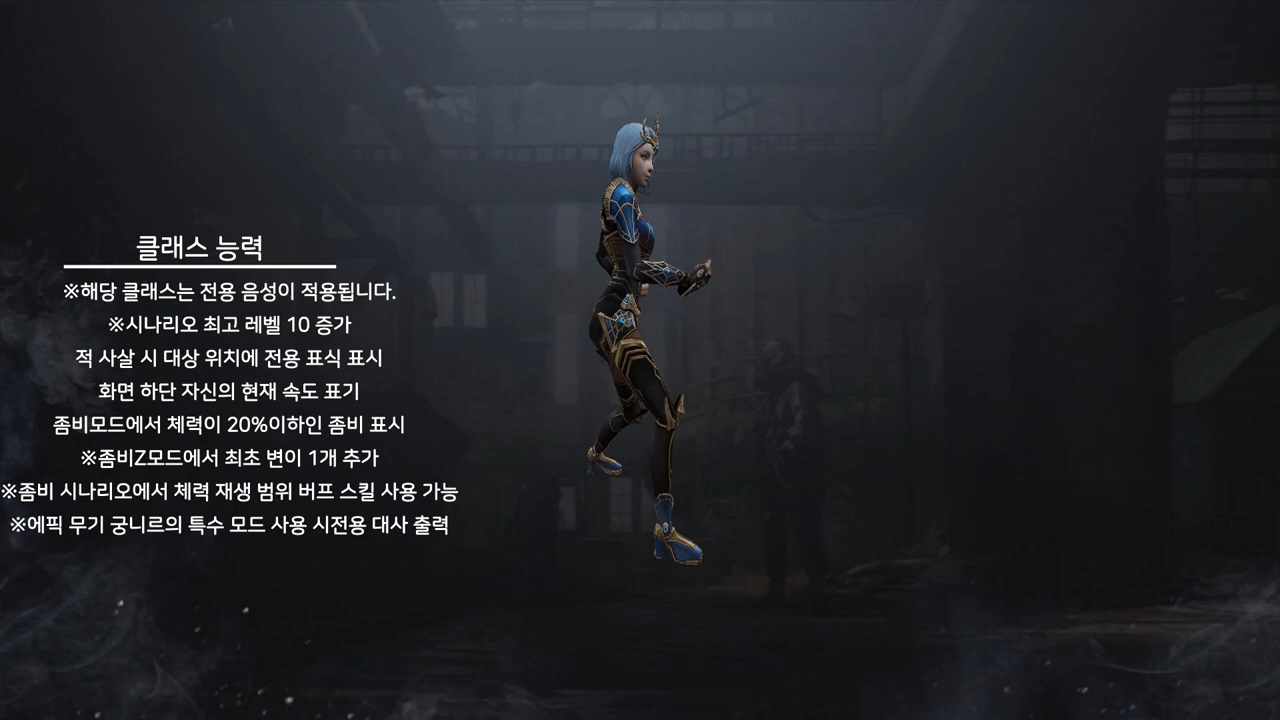 클래스 능력
※해당 클래스는 전용 음성이 적용됩니다.
※시나리오 최고 레벨 10 증가
적 사살 시 대상 위치에 전용 표식 표시
화면 하단 자신의 현재 속도 표기
좀비모드에서 체력이 20%이하인 좀비 표시
※좀비Z모드에서 최초 변이 1개 추가
※좀비 시나리오에서 체력 재생 범위 버프 스킬 사용 가능
※에픽 무기 궁니르의 특수 모드 사용 시전용 대사 출력